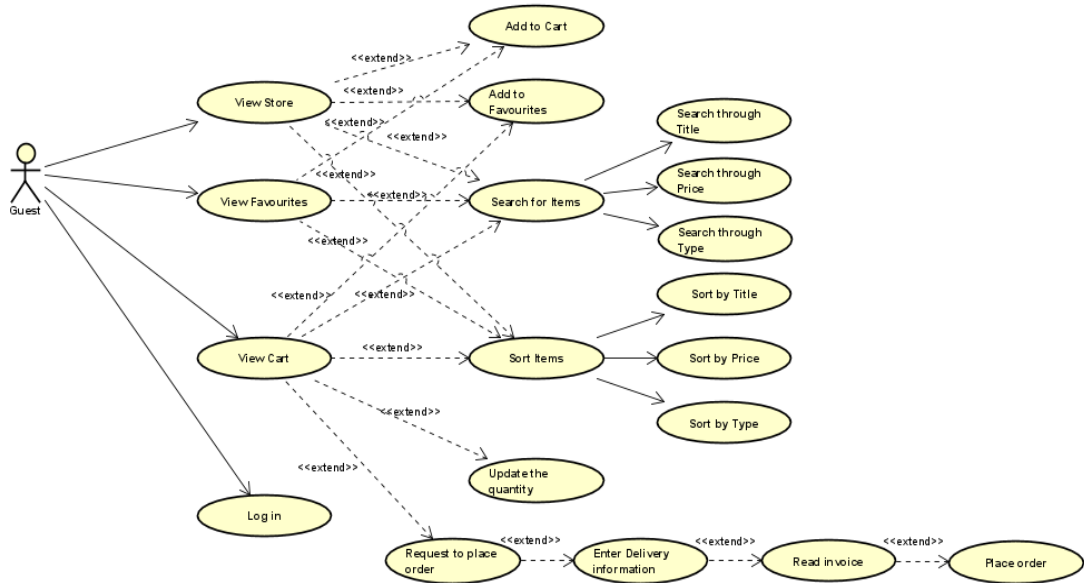 Add to Cart
<<extend>>
View Store
<<extend>>
Add to
Favourites
<<extend>>
Search through
Title
Guest
<<extend>>
Search through
Price
View Favourites
<<extend>>
Search for Items
Search through
Type
<<extend>>
<<extend>>
<<extend>>
Sort by Title
View Cart
<<extend>>
Sort Items
Sort by Price
<<extend>>
Sort by Type
<<extend>>
Update the
quantity
Log in
Request to place
order
<<extend>>
Enter Delivery
information
<<extend>>
Read invoice
<<extend>>
Place order